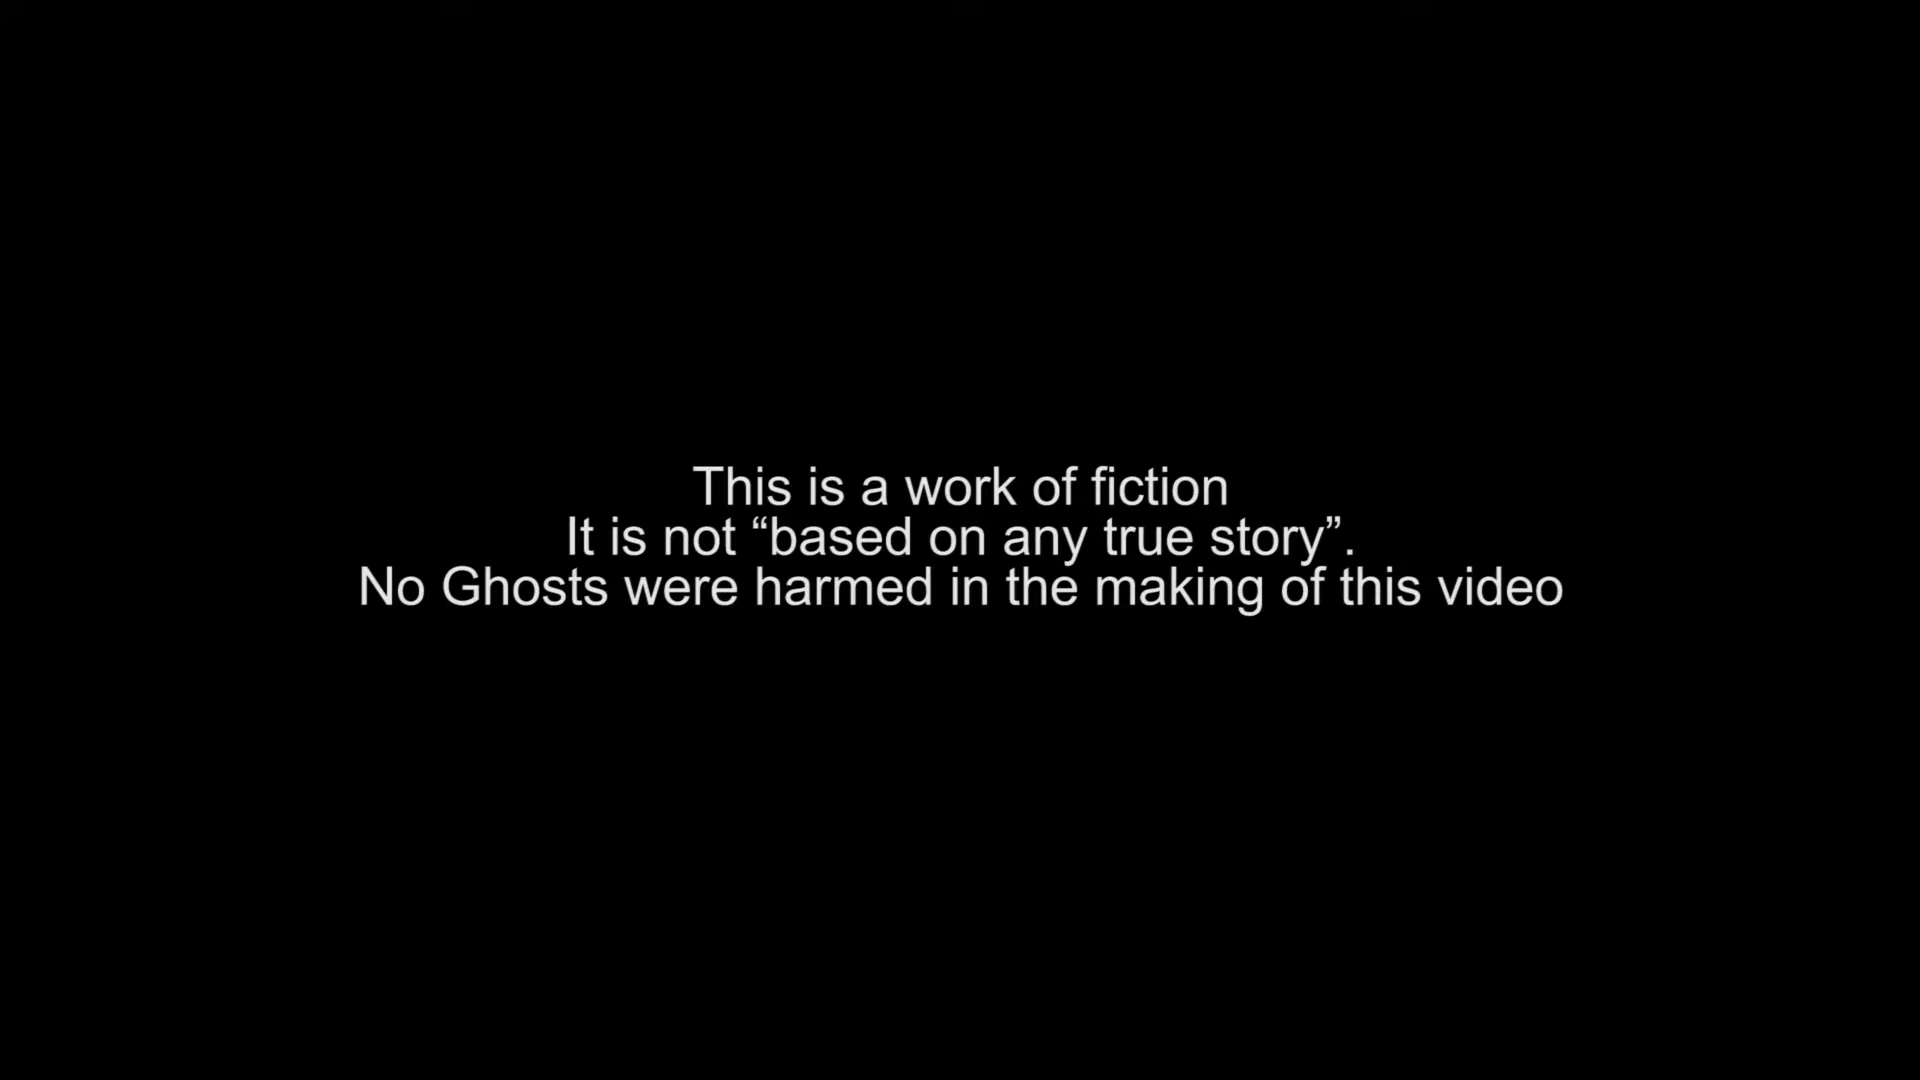 This is a work of fiction
It is not “based on any true story”.
No Ghosts were harmed in the making of this video